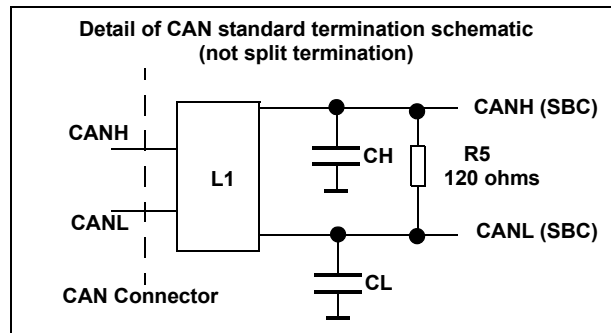 Detail of CAN standard termination schematic
(not split termination)
CANH (SBC)
CANH
CH
R5
120 ohms
L1
CANL
CANL (SBC)
CL
CAN Connector